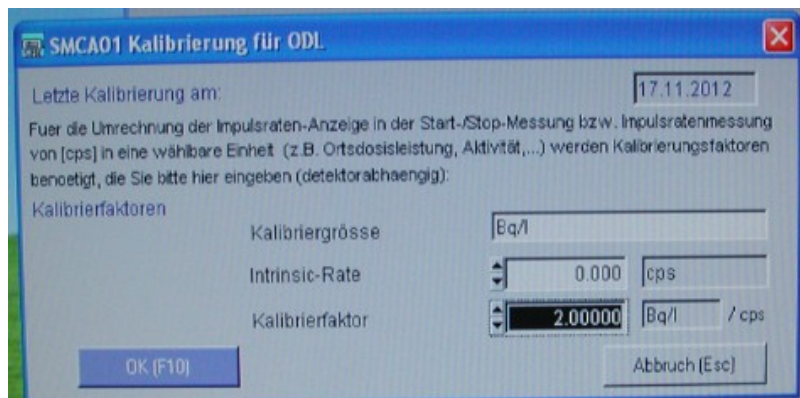 SMCA01 Kalibrierung für ODL
Letzte Kalibrierung am: 17.11.2012
Fuer die Umrechnung der Impulsraten-Anzeige in der Start-/Stop-Messung bzw. Impulsratenmessung
von [cps] in eine wählbare Einheit (z.B. Ortsdosisleistung, Aktivität,...) werden Kalibrierungsfaktoren
benoetigt, die Sie bitte hier eingeben (detektorabhaengig):
Kalibrierfaktoren
Kalibriergrösse Bq/l
Intrinsic-Rate 0.000 cps
Kalibrierfaktor 2.00000 Bq/l / cps
OK (F10) Abbruch (Esc)